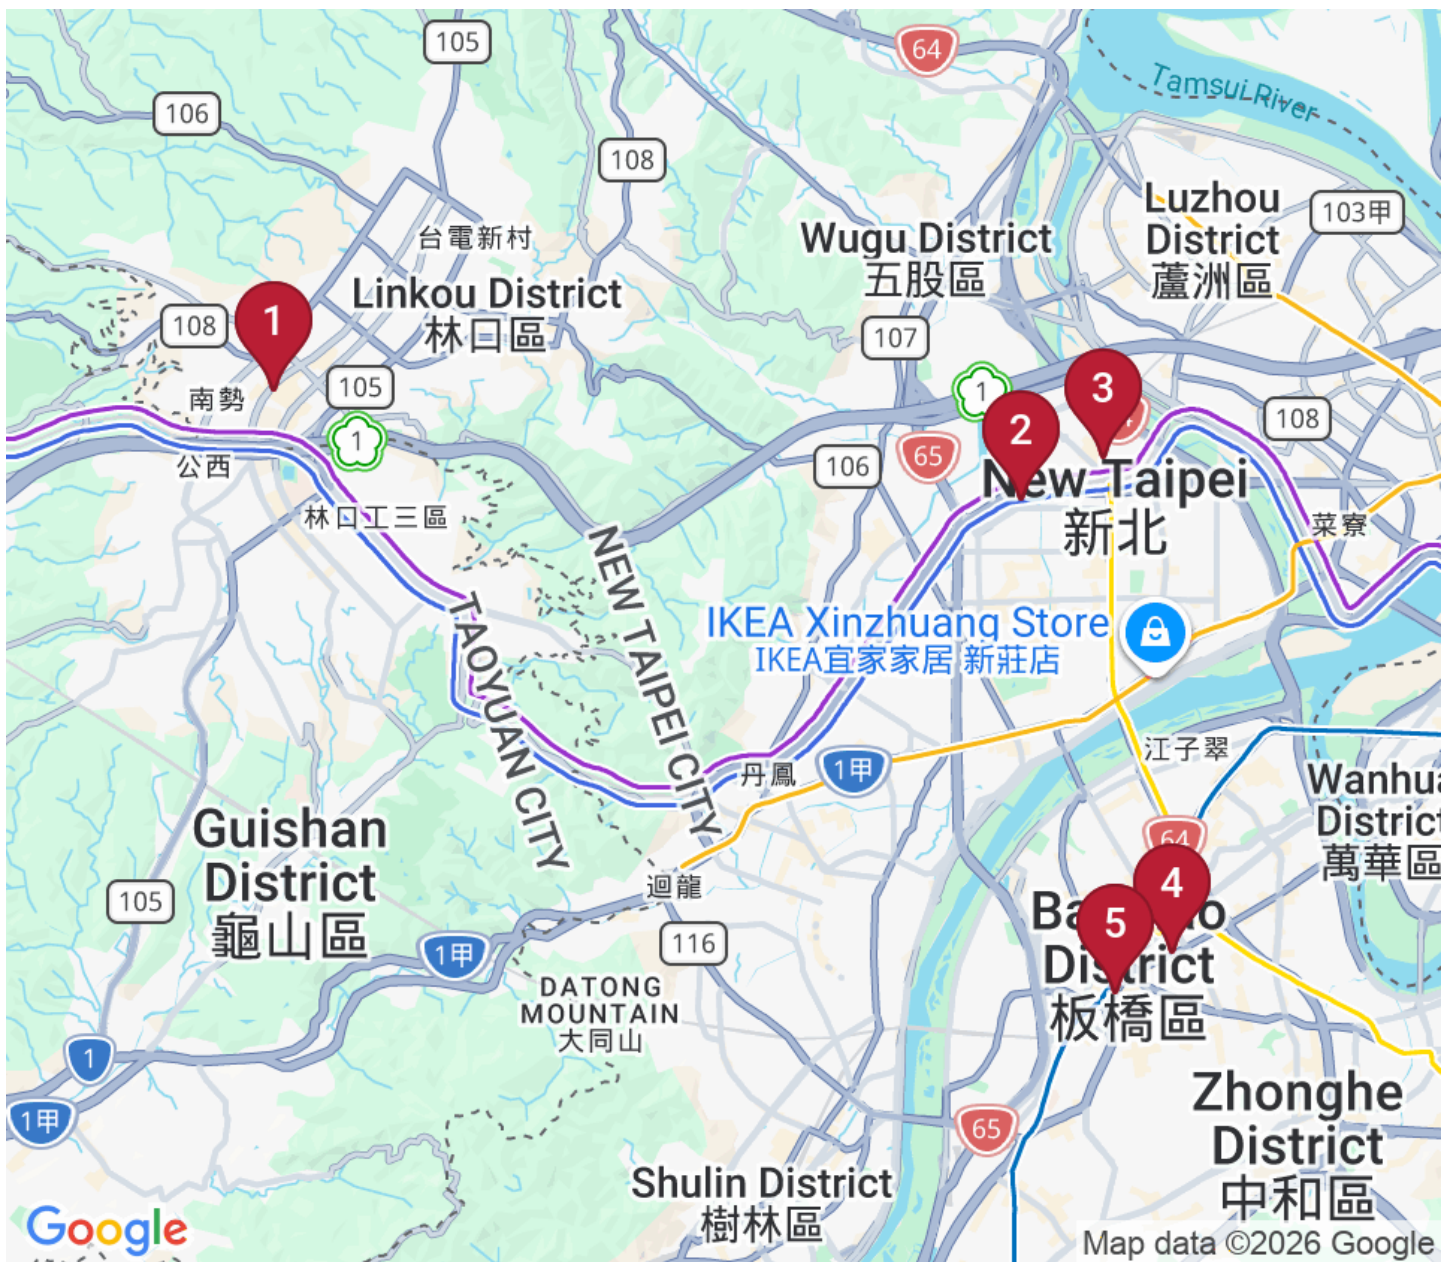 105
64
Tamsui River
106
108
Luzhou
District
蘆洲區
103甲
台電新村
Wugu District
五股區
Linkou District
林口區
1
108
107
105
南勢
1
3
1
2
108
1
65
106
公西
New Taipei
新北
林口工三區
菜寮
NEW TAIPEI CITY
TAOYUAN CITY
IKEA Xinzhuang Store
IKEA宜家家居 新莊店
江子翠
丹鳳
1甲
Wanhua
District
萬華區
Guishan
District
龜山區
64
4
5
105
迴龍
District
板橋區
1甲
116
DATONG
MOUNTAIN
大同山
1
1甲
65
Zhonghe
District
中和區
Shulin District
樹林區
Google
Map data ©2026 Google